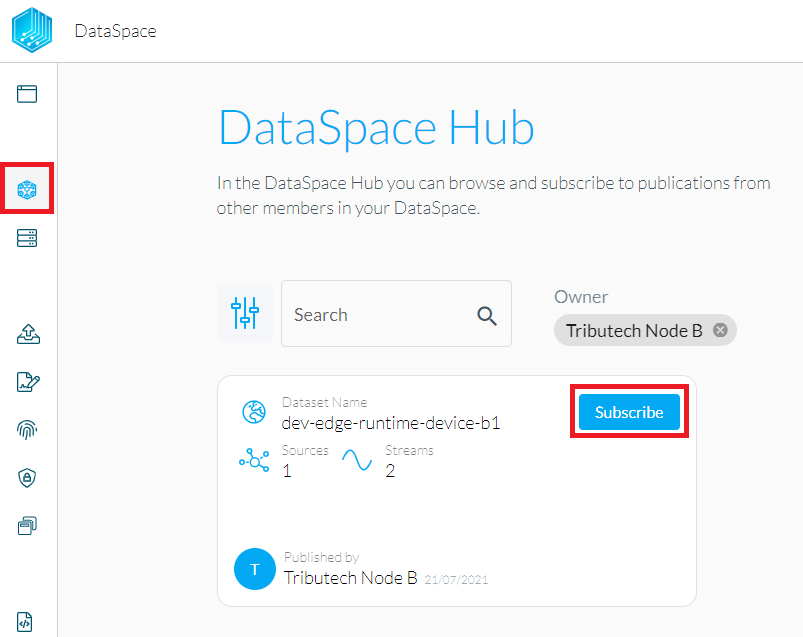 DataSpace
DataSpace Hub
In the DataSpace Hub you can browse and subscribe to publications from
other members in your DataSpace.
Search
Owner
Tributech Node B
Dataset Name
dev-edge-runtime-device-b1
Subscribe
Sources
1
Streams
2
T
Published by
Tributech Node B 21/07/2021